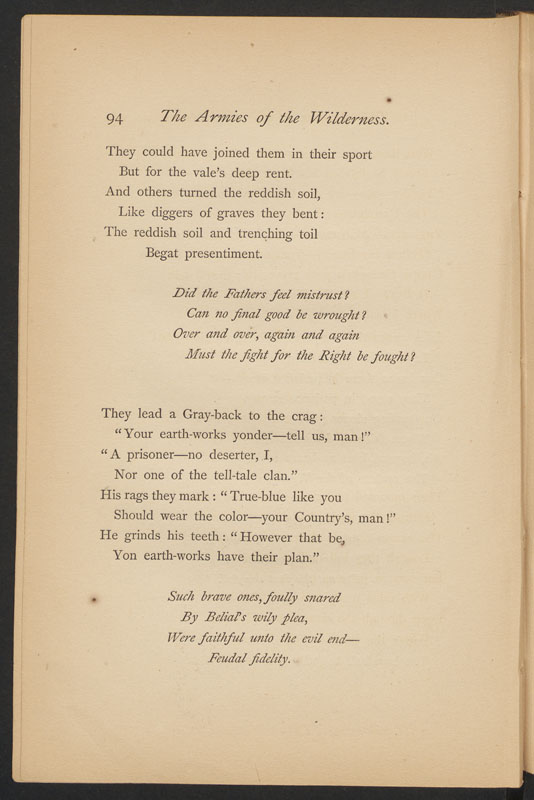 94 The Armies of the Wilderness.
They could have joined them in their sport
But for the vale's deep rent.
And others turned the reddish soil,
Like diggers of graves they bent:
The reddish soil and trenching toil
Begat presentiment.
Did the Fathers feel mistrust?
Can no final good be wrought?
Over and over, again and again
Must the fight for the Right be fought?
They lead a Gray-back to the crag:
"Your earth-works yonder—tell us, man!"
"A prisoner—no deserter, I,
Nor one of the tell-tale clan."
His rags they mark: "True-blue like you
Should wear the color—your Country's, man!"
He grinds his teeth: "However that be,
Yon earth-works have their plan."
Such brave ones, foully snared
By Belial's wily plea,
Were faithful unto the evil end—
Feudal fidelity.